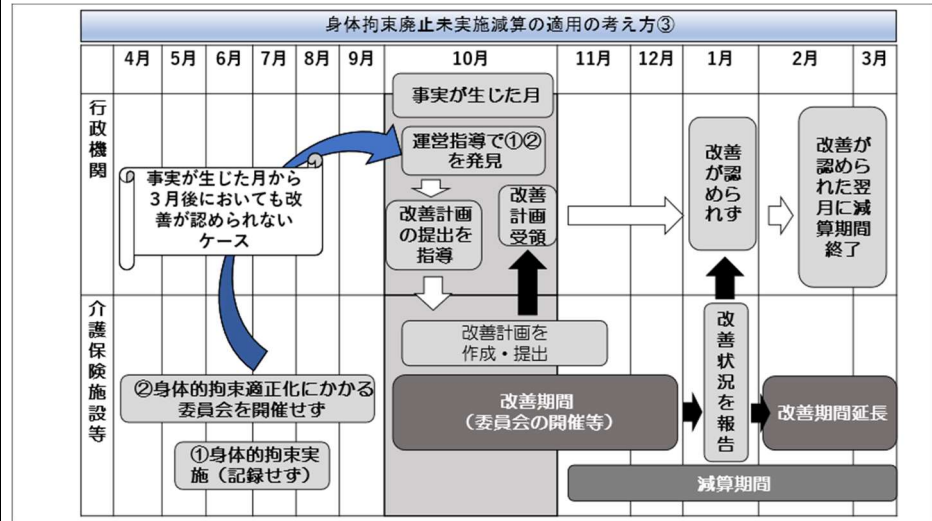 身体拘束廃止未実施減算の適用の考え方③
4月 5月 6月 7月 8月 9月 10月 11月 12月 1月 2月 3月
行政機関
事実が生じた月
運営指導で①②
を発見
事実が生じた月から
３月後においても改
善が認められない
ケース
改善計画
の提出を
指導
改善
計画
受領
改善
が認
めら
れず
改善が
認めら
れた翌
月に減
算期間
終了
介護保険施設等
改善計画を
作成・提出
②身体的拘束適正化にかかる
委員会を開催せず
①身体的拘束実
施（記録せず）
改善期間
（委員会の開催等）
改善状況を報告
改善期間延長
減算期間